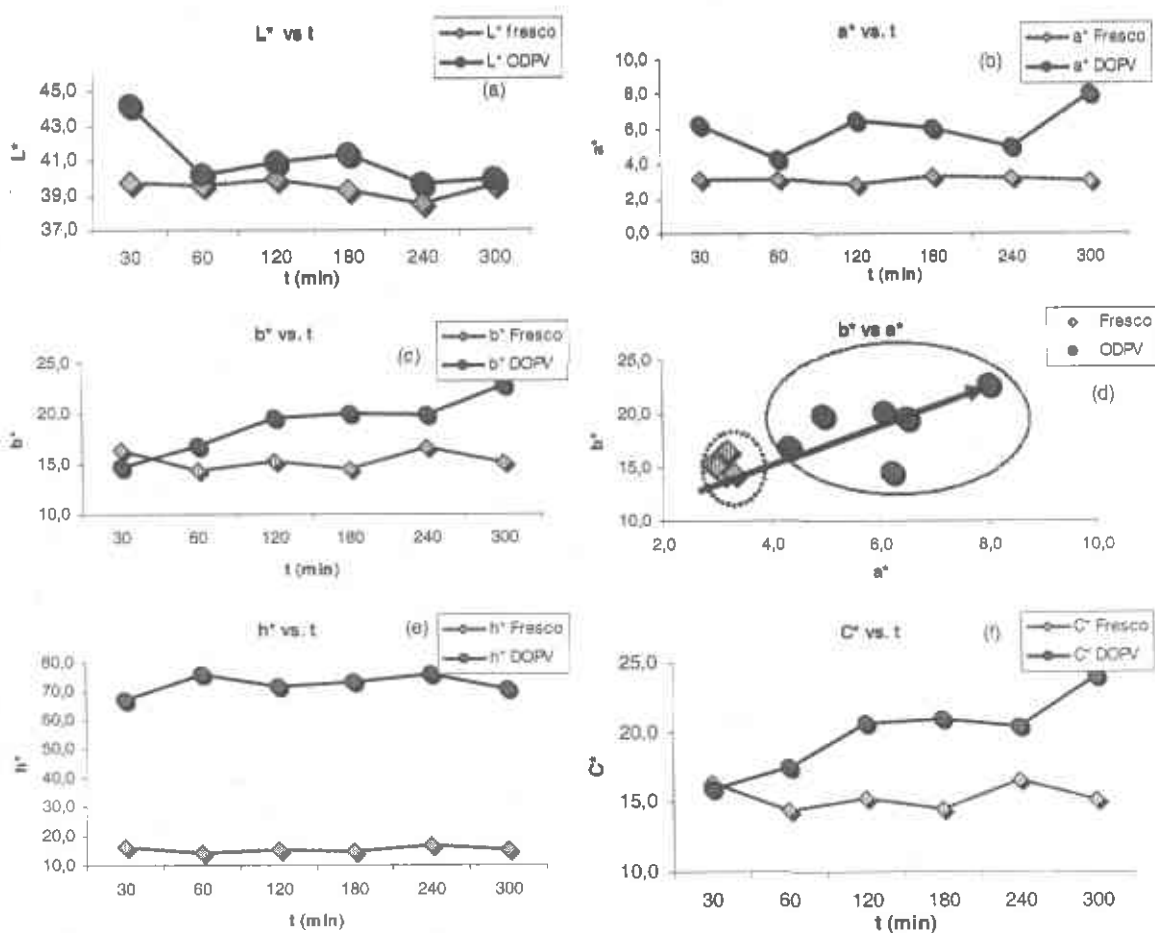 L* vs t
L* fresco
L* ODPV
(a)
45,0
43,0
41,0
39,0
37,0
L*
30 60 120 180 240 300
t (min)
a* vs. t
(b)
a* Fresco
a* DOPV
10,0
8,0
6,0
4,0
2,0
0,0
a*
30 60 120 180 240 300
t (min)
b* vs. t
(c)
b* Fresco
b* DOPV
25,0
20,0
15,0
10,0
b*
30 60 120 180 240 300
t (min)
b* vs a*
Fresco
ODPV
(d)
25,0
20,0
15,0
10,0
b*
2,0 4,0 6,0 8,0 10,0
a*
h* vs. t
(e)
h* Fresco
h* DOPV
80,0
70,0
60,0
50,0
40,0
30,0
20,0
10,0
h*
30 60 120 180 240 300
t (min)
C* vs. t
(f)
C* Fresco
C* DOPV
25,0
20,0
15,0
10,0
C*
30 60 120 180 240 300
t (min)